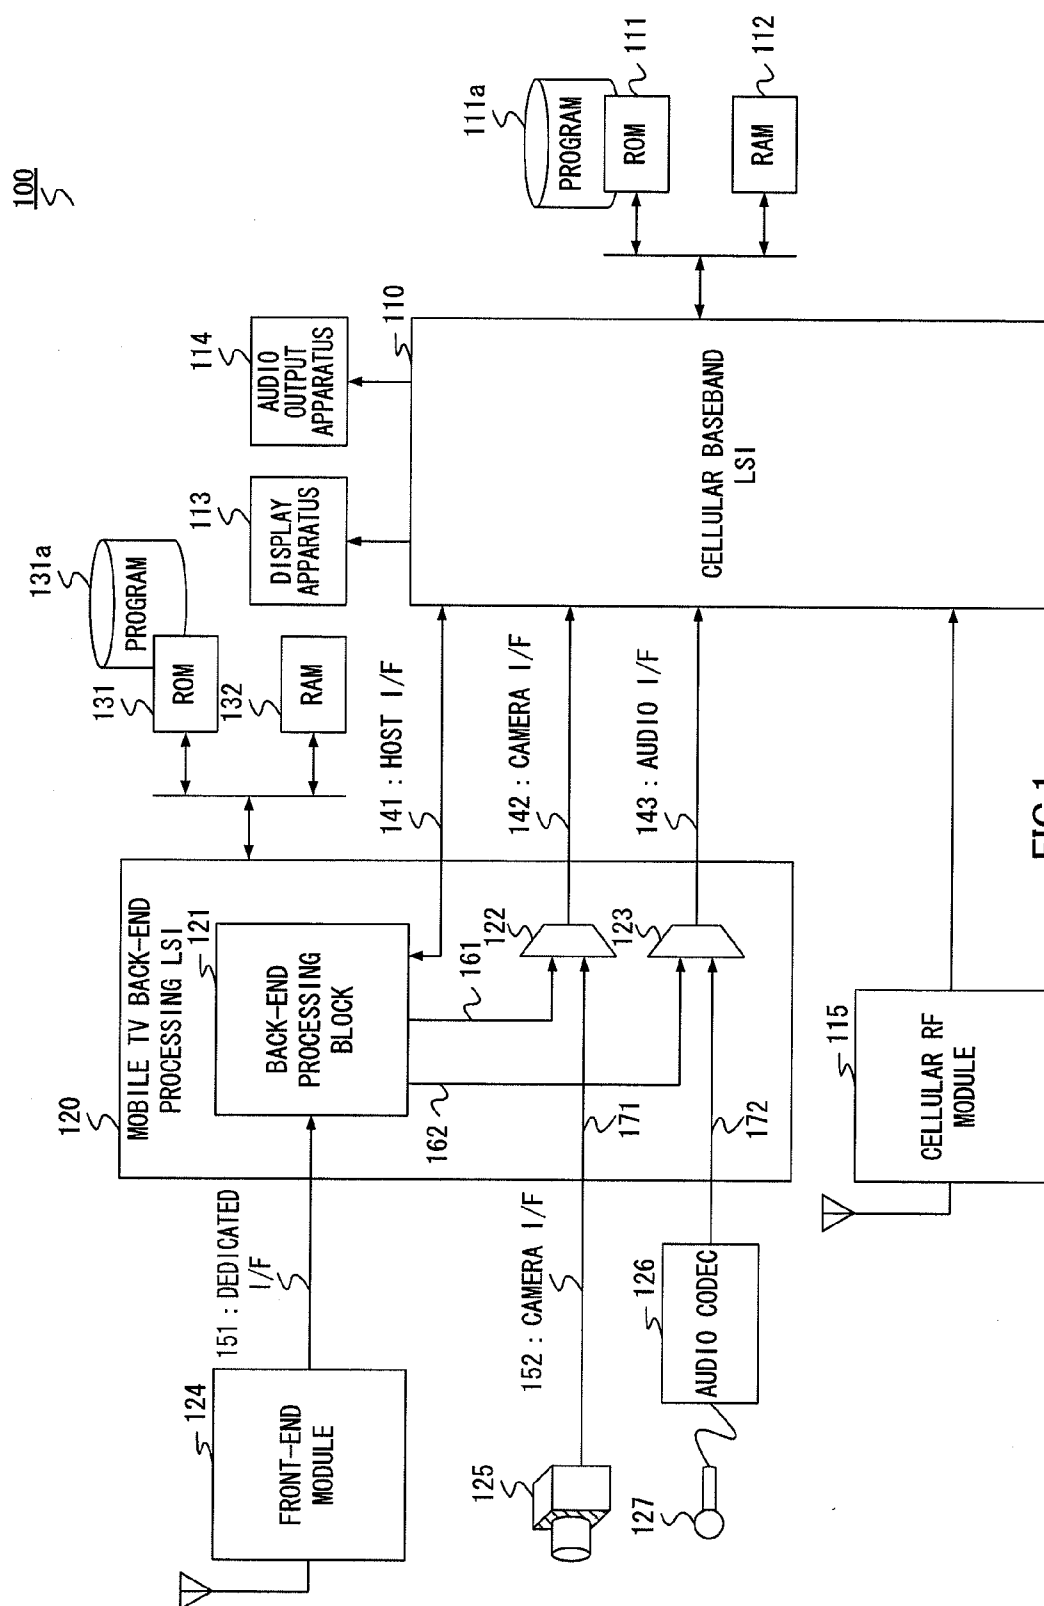 100
111a
PROGRAM
111
ROM
112
RAM
114
AUDIO
OUTPUT
APPARATUS
113
DISPLAY
APPARATUS
110
CELLULAR BASEBAND
LSI
131a
PROGRAM
131
ROM
132
RAM
141 : HOST I/F
142 : CAMERA I/F
143 : AUDIO I/F
120
MOBILE TV BACK-END
PROCESSING LSI
121
BACK-END
PROCESSING
BLOCK
122
123
161
162
171
172
151 : DEDICATED
I/F
152 : CAMERA I/F
124
FRONT-END
MODULE
125
126
AUDIO CODEC
127
115
CELLULAR RF
MODULE
FIG.1